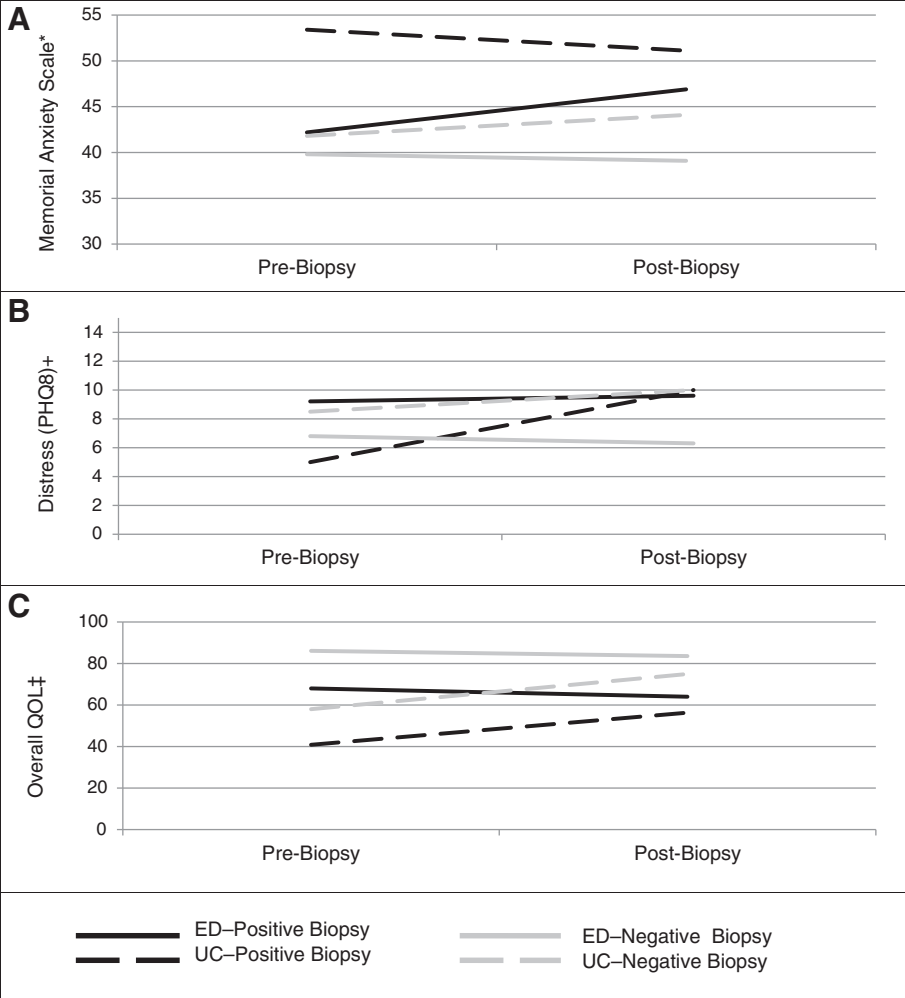 A
Memorial Anxiety Scale*
55
50
45
40
35
30
Pre-Biopsy Post-Biopsy
B
Distress (PHQ8)+
14
12
10
8
6
4
2
0
Pre-Biopsy Post-Biopsy
C
Overall QOL‡
100
80
60
40
20
0
Pre-Biopsy Post-Biopsy
ED–Positive Biopsy
UC–Positive Biopsy
ED–Negative Biopsy
UC–Negative Biopsy